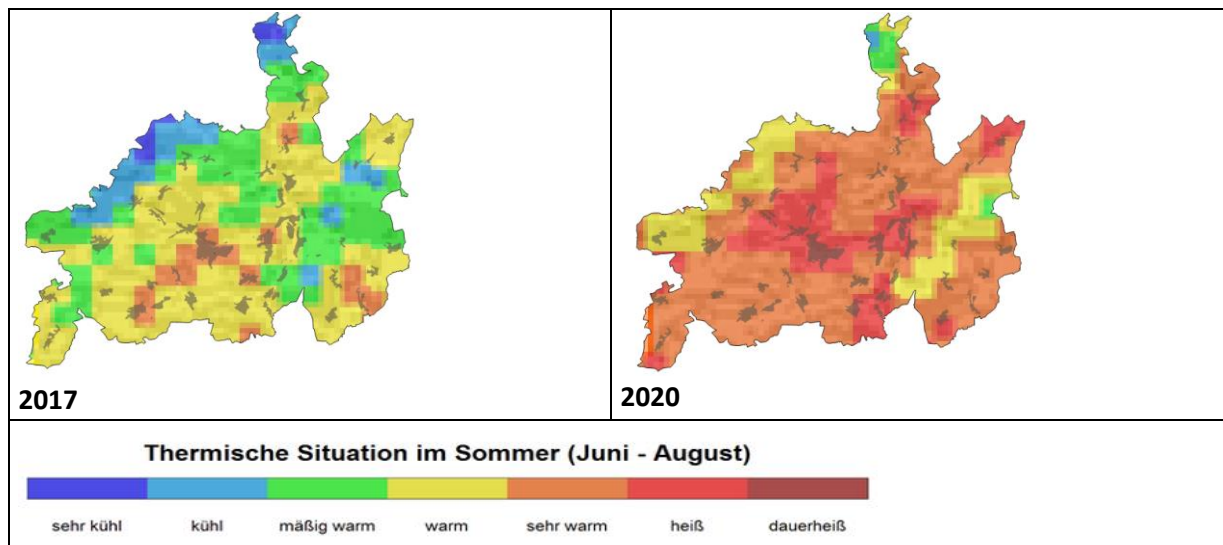 2017
2020
Thermische Situation im Sommer (Juni - August)
sehr kühl kühl mäßig warm warm sehr warm heiß dauerheiß